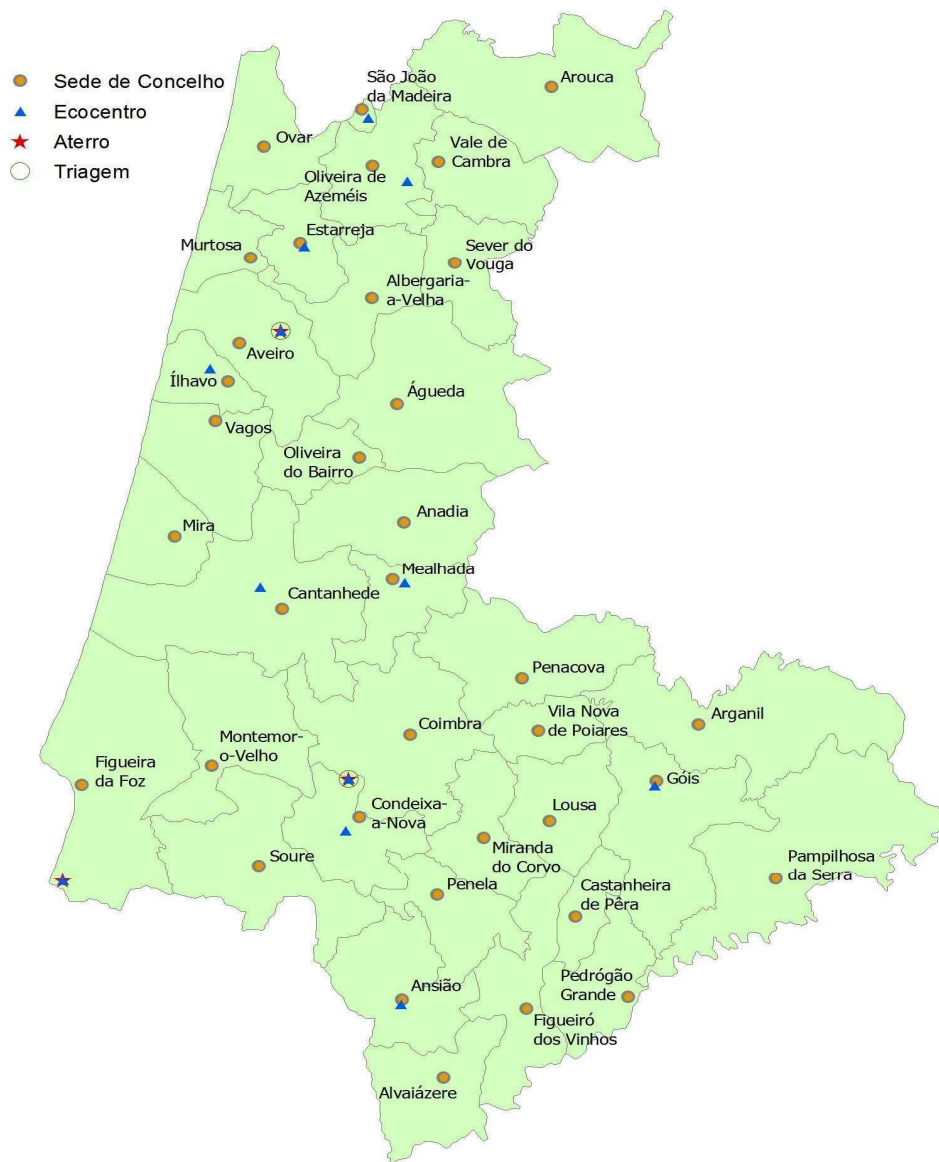 Sede de Concelho
Ecocentro
Aterro
Triagem
São João
da Madeira
Arouca
Ovar
Oliveira de
Azeméis
Vale de
Cambra
Estarreja
Murtosa
Sever do
Vouga
Albergaria-
-a-Velha
Aveiro
Ílhavo
Águeda
Vagos
Oliveira
do Bairro
Anadia
Mira
Mealhada
Cantanhede
Penacova
Vila Nova
de Poiares
Arganil
Coimbra
Montemor-
-o-Velho
Figueira
da Foz
Góis
Condeixa-
-a-Nova
Lousa
Miranda
do Corvo
Soure
Pampilhosa
da Serra
Penela
Castanheira
de Pêra
Ansião
Pedrógão
Grande
Figueiró
dos Vinhos
Alvaiázere